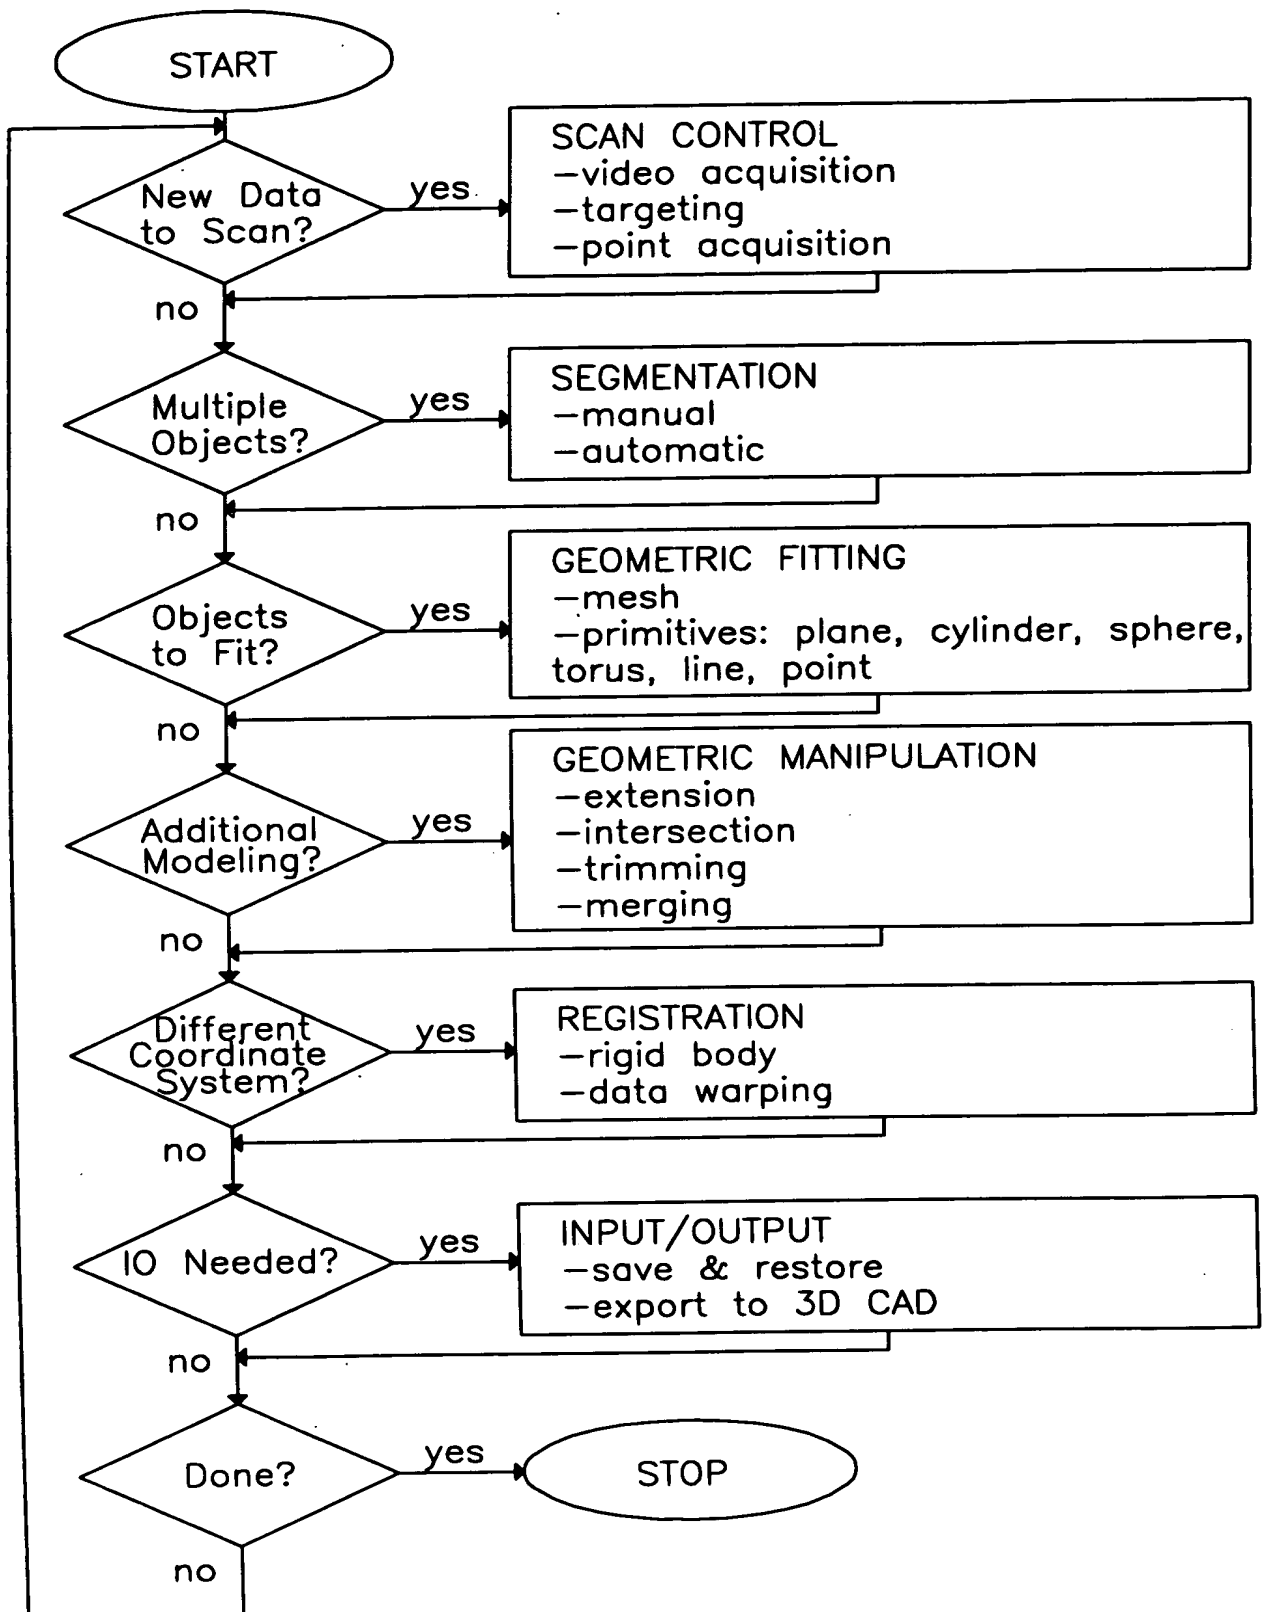 START
New Data
to Scan?
yes
SCAN CONTROL
—video acquisition
—targeting
—point acquisition
no
Multiple
Objects?
yes
SEGMENTATION
—manual
—automatic
no
Objects
to Fit?
yes
GEOMETRIC FITTING
—mesh
—primitives: plane, cylinder, sphere,
torus, line, point
no
Additional
Modeling?
yes
GEOMETRIC MANIPULATION
—extension
—intersection
—trimming
—merging
no
Different
Coordinate
System?
yes
REGISTRATION
—rigid body
—data warping
no
IO Needed?
yes
INPUT/OUTPUT
—save & restore
—export to 3D CAD
no
Done?
yes
STOP
no